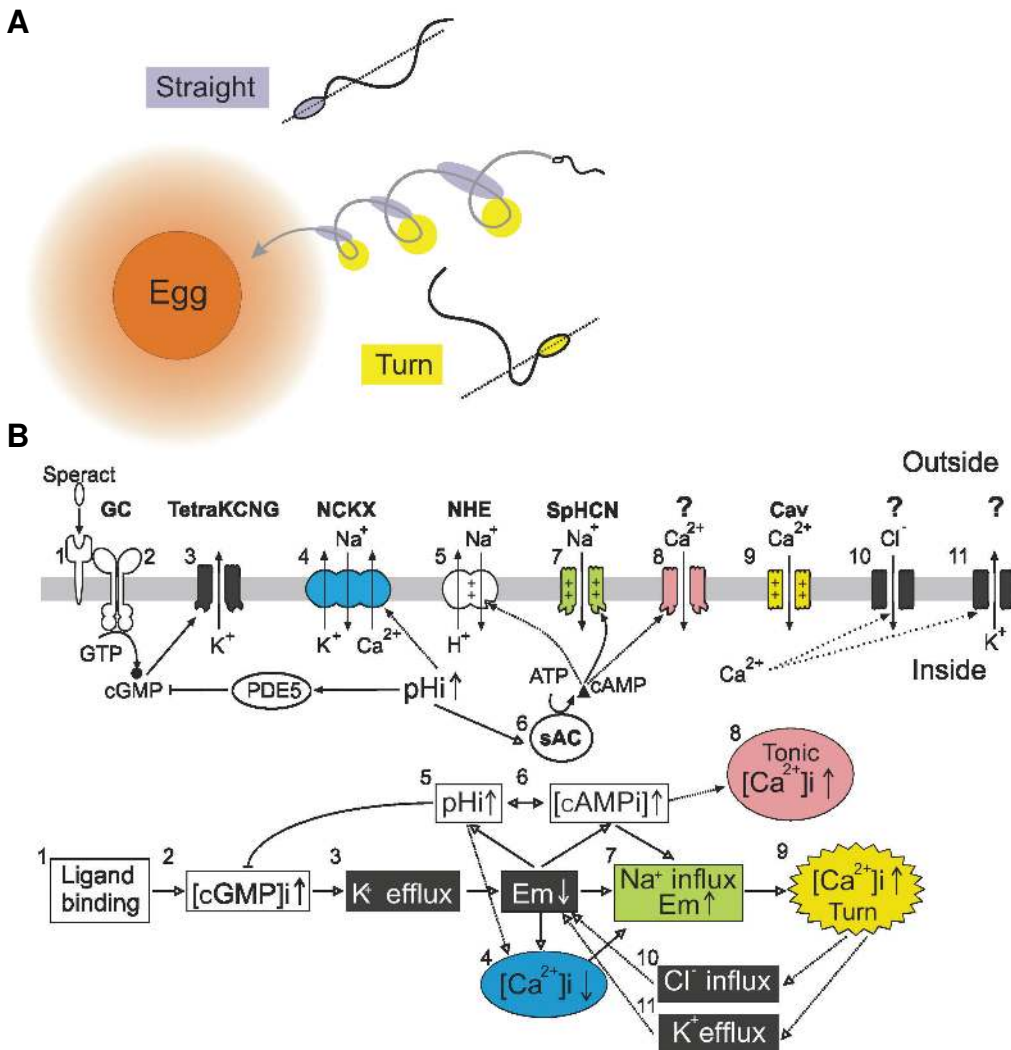 A
Straight
Egg
Turn
B
Speract
Outside
GC TetraKCNG NCKX NHE SpHCN ? Cav ? ?
Na⁺ Na⁺ Na⁺ Ca²⁺ Ca²⁺ Cl⁻
1 2 3 4 5 7 8 9 10 11
++ ++ ++ ++ ++
K⁺ K⁺ Ca²⁺ H⁺ K⁺
GTP ATP Ca²⁺ Inside
cGMP PDE5 pHi↑ cAMP
6 sAC
8 Tonic
[Ca²⁺]i ↑
5 pHi↑ 6 [cAMPi]↑
1 Ligand
binding
2 [cGMP]i↑
3 K⁺ efflux
Em↓
7 Na⁺ influx
Em↑
9 [Ca²⁺]i ↑
Turn
4 [Ca²⁺]i ↓
10 Cl⁻ influx
11 K⁺ efflux